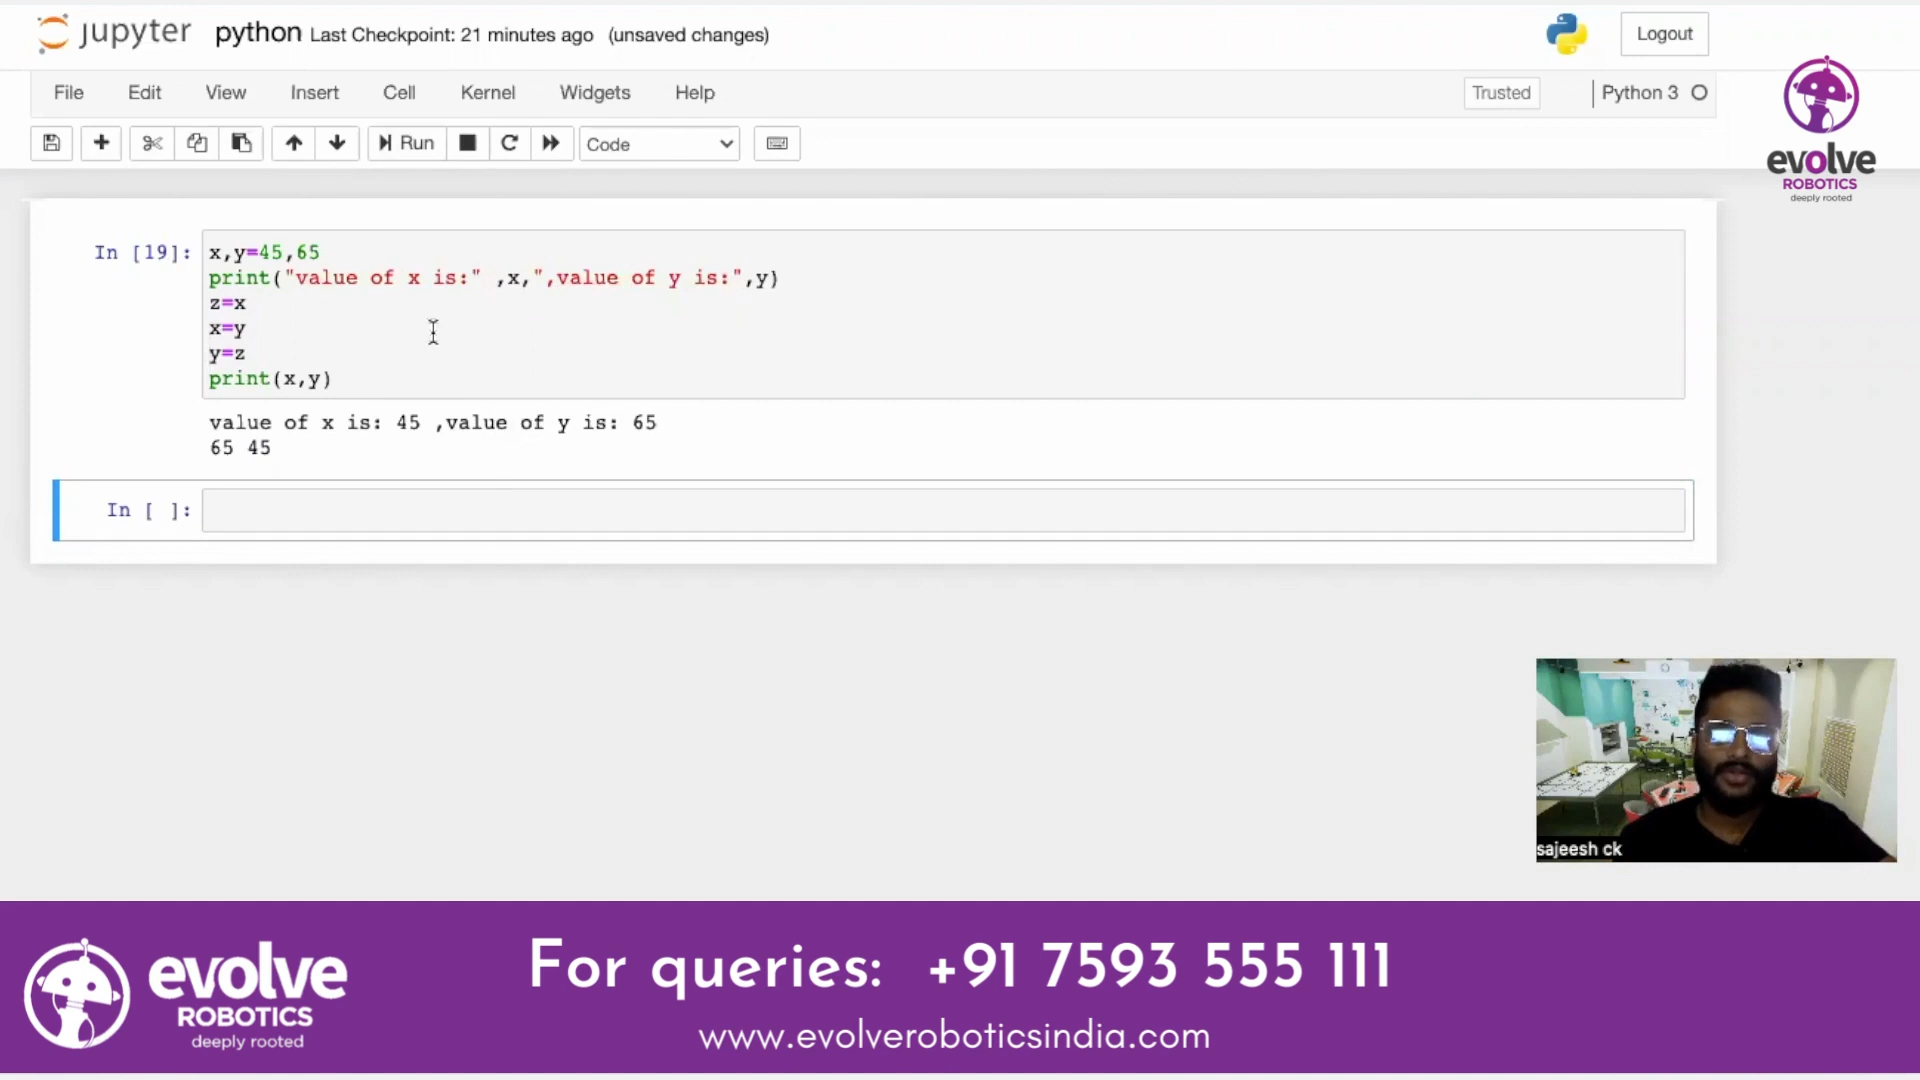 jupyter python Last Checkpoint: 21 minutes ago (unsaved changes)
Logout
File Edit View Insert Cell Kernel Widgets Help
Trusted Python 3
Run Code
evolve
ROBOTICS
deeply rooted
In [19]: x,y=45,65
print("value of x is:" ,x,",value of y is:",y)
z=x
x=y
y=z
print(x,y)
value of x is: 45 ,value of y is: 65
65 45
In [ ]:
sajeesh ck
evolve
ROBOTICS
deeply rooted
For queries: +91 7593 555 111
www.evolveroboticsindia.com